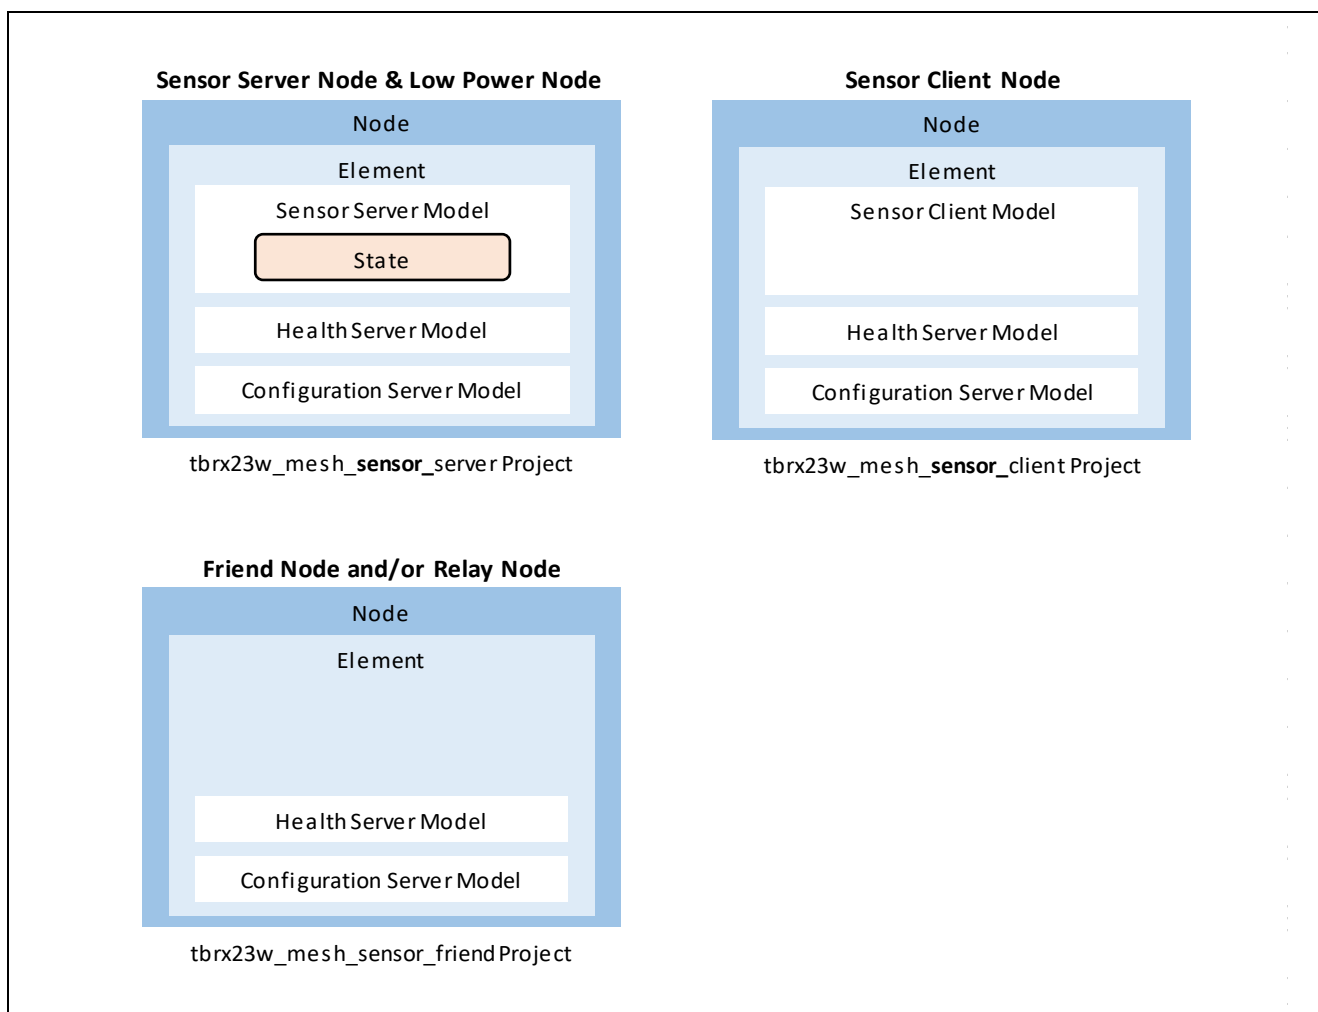 Sensor Server Node & Low Power Node
Node
Element
Sensor Server Model
State
Health Server Model
Configuration Server Model
tbrx23w_mesh_sensor_server Project
Sensor Client Node
Node
Element
Sensor Client Model
Health Server Model
Configuration Server Model
tbrx23w_mesh_sensor_client Project
Friend Node and/or Relay Node
Node
Element
Health Server Model
Configuration Server Model
tbrx23w_mesh_sensor_friend Project